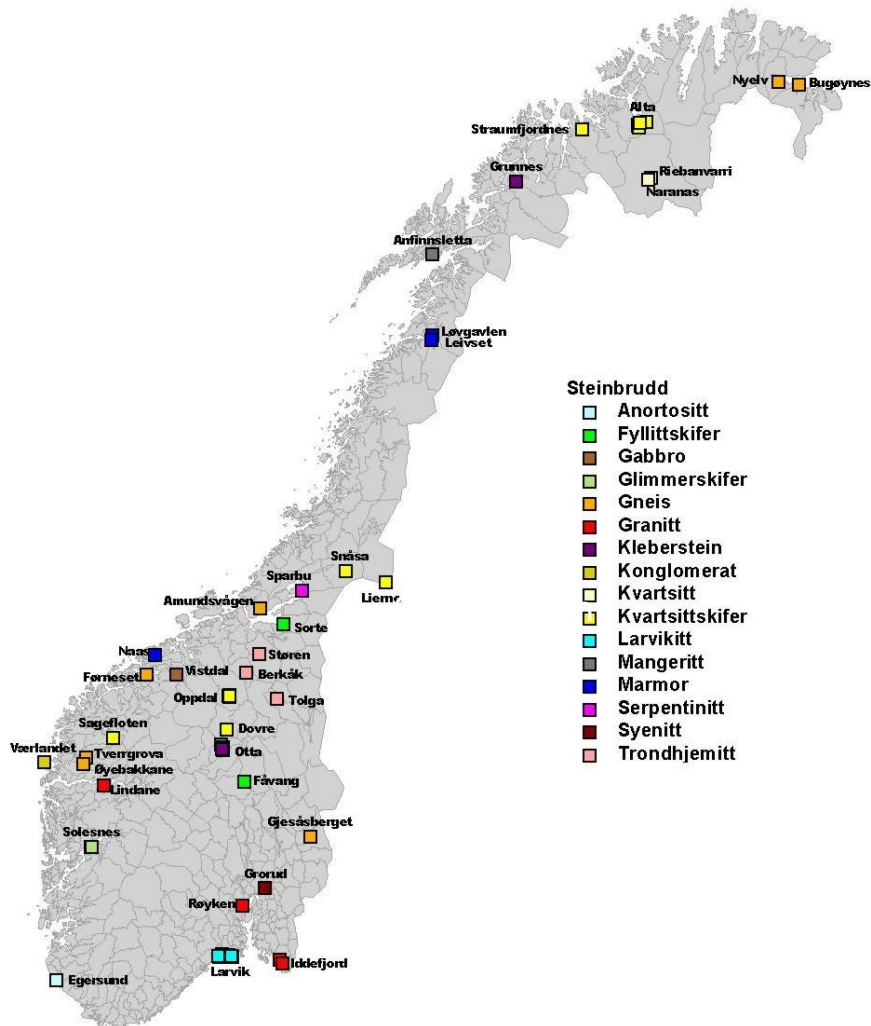 Nyelv
Bugøynes
Alta
Straumfjordnes
Grunnes
Riebanvarri
Naranas
Anfinnsletta
Løvgavlen
Leivset
Steinbrudd
Anortositt
Fyllittskifer
Gabbro
Glimmerskifer
Gneis
Granitt
Kleberstein
Konglomerat
Kvartsitt
Kvartsittskifer
Larvikitt
Mangeritt
Marmor
Serpentinitt
Syenitt
Trondhjemitt
Snåsa
Sparbu
Amundsvågen
Sorte
Naas
Støren
Førneset
Vistdal
Berkåk
Oppdal
Tolga
Sagefloten
Dovre
Værlandet
Tverrgrova
Otta
Øyebakkane
Lindane
Fåvang
Solesnes
Gjesåsberget
Grorud
Røyken
Larvik
Iddefjord
Egersund